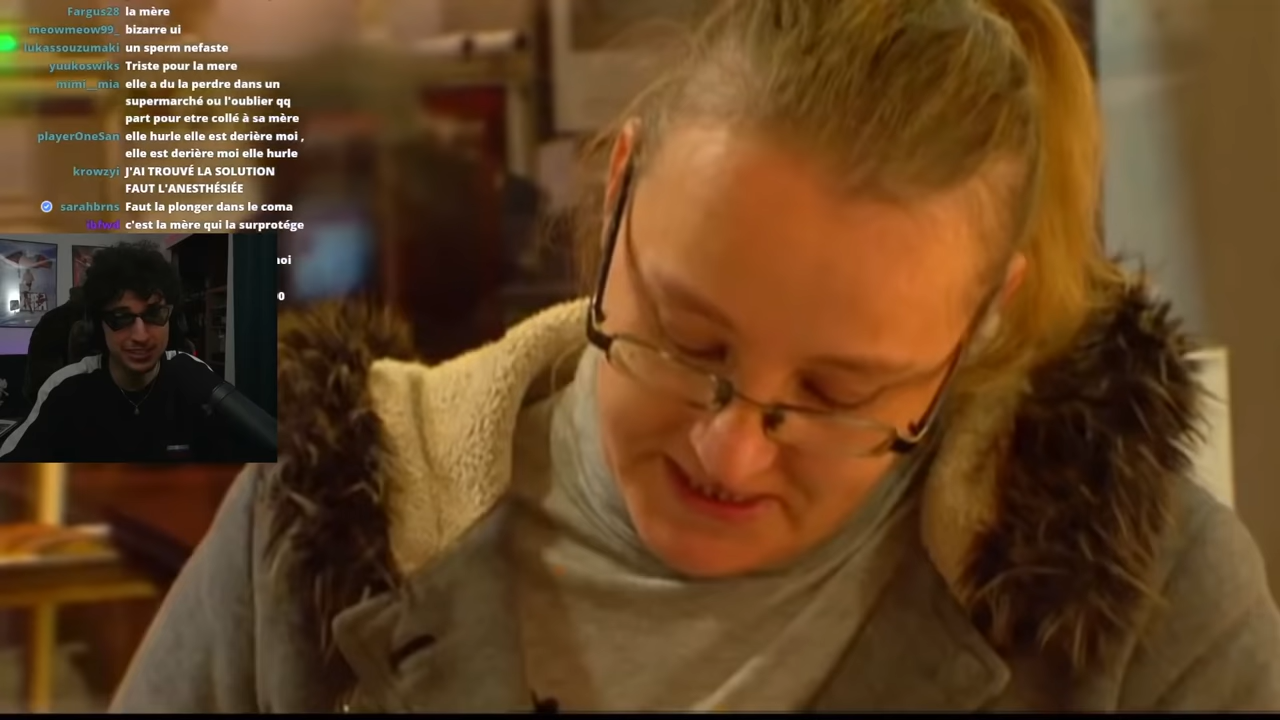 Fargus28 la mère
meowmeow99_ bizarre ui
lukassouzumaki un sperm nefaste
yuukoswiks Triste pour la mere
mimi__mia elle a du la perdre dans un
supermarché ou l'oublier qq
part pour etre collé à sa mère
playerOneSan elle hurle elle est derière moi ,
elle est derière moi elle hurle
krowzyi J'AI TROUVÉ LA SOLUTION
FAUT L'ANESTHÉSIÉE
sarahbrns Faut la plonger dans le coma
c'est la mère qui la surprotége